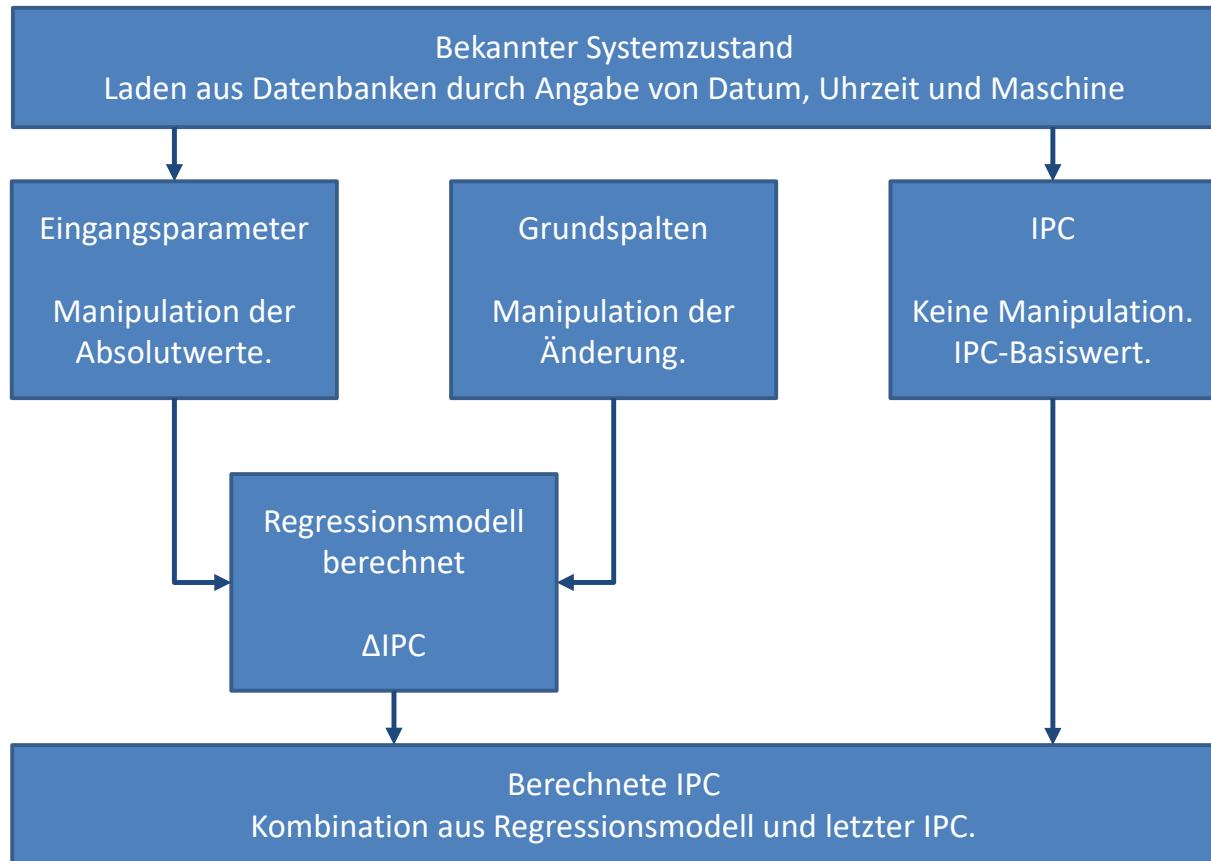 Bekannter Systemzustand
Laden aus Datenbanken durch Angabe von Datum, Uhrzeit und Maschine
Eingangsparameter
Manipulation der
Absolutwerte.
Grundspalten
Manipulation der
Änderung.
IPC
Keine Manipulation.
IPC-Basiswert.
Regressionsmodell
berechnet
ΔIPC
Berechnete IPC
Kombination aus Regressionsmodell und letzter IPC.